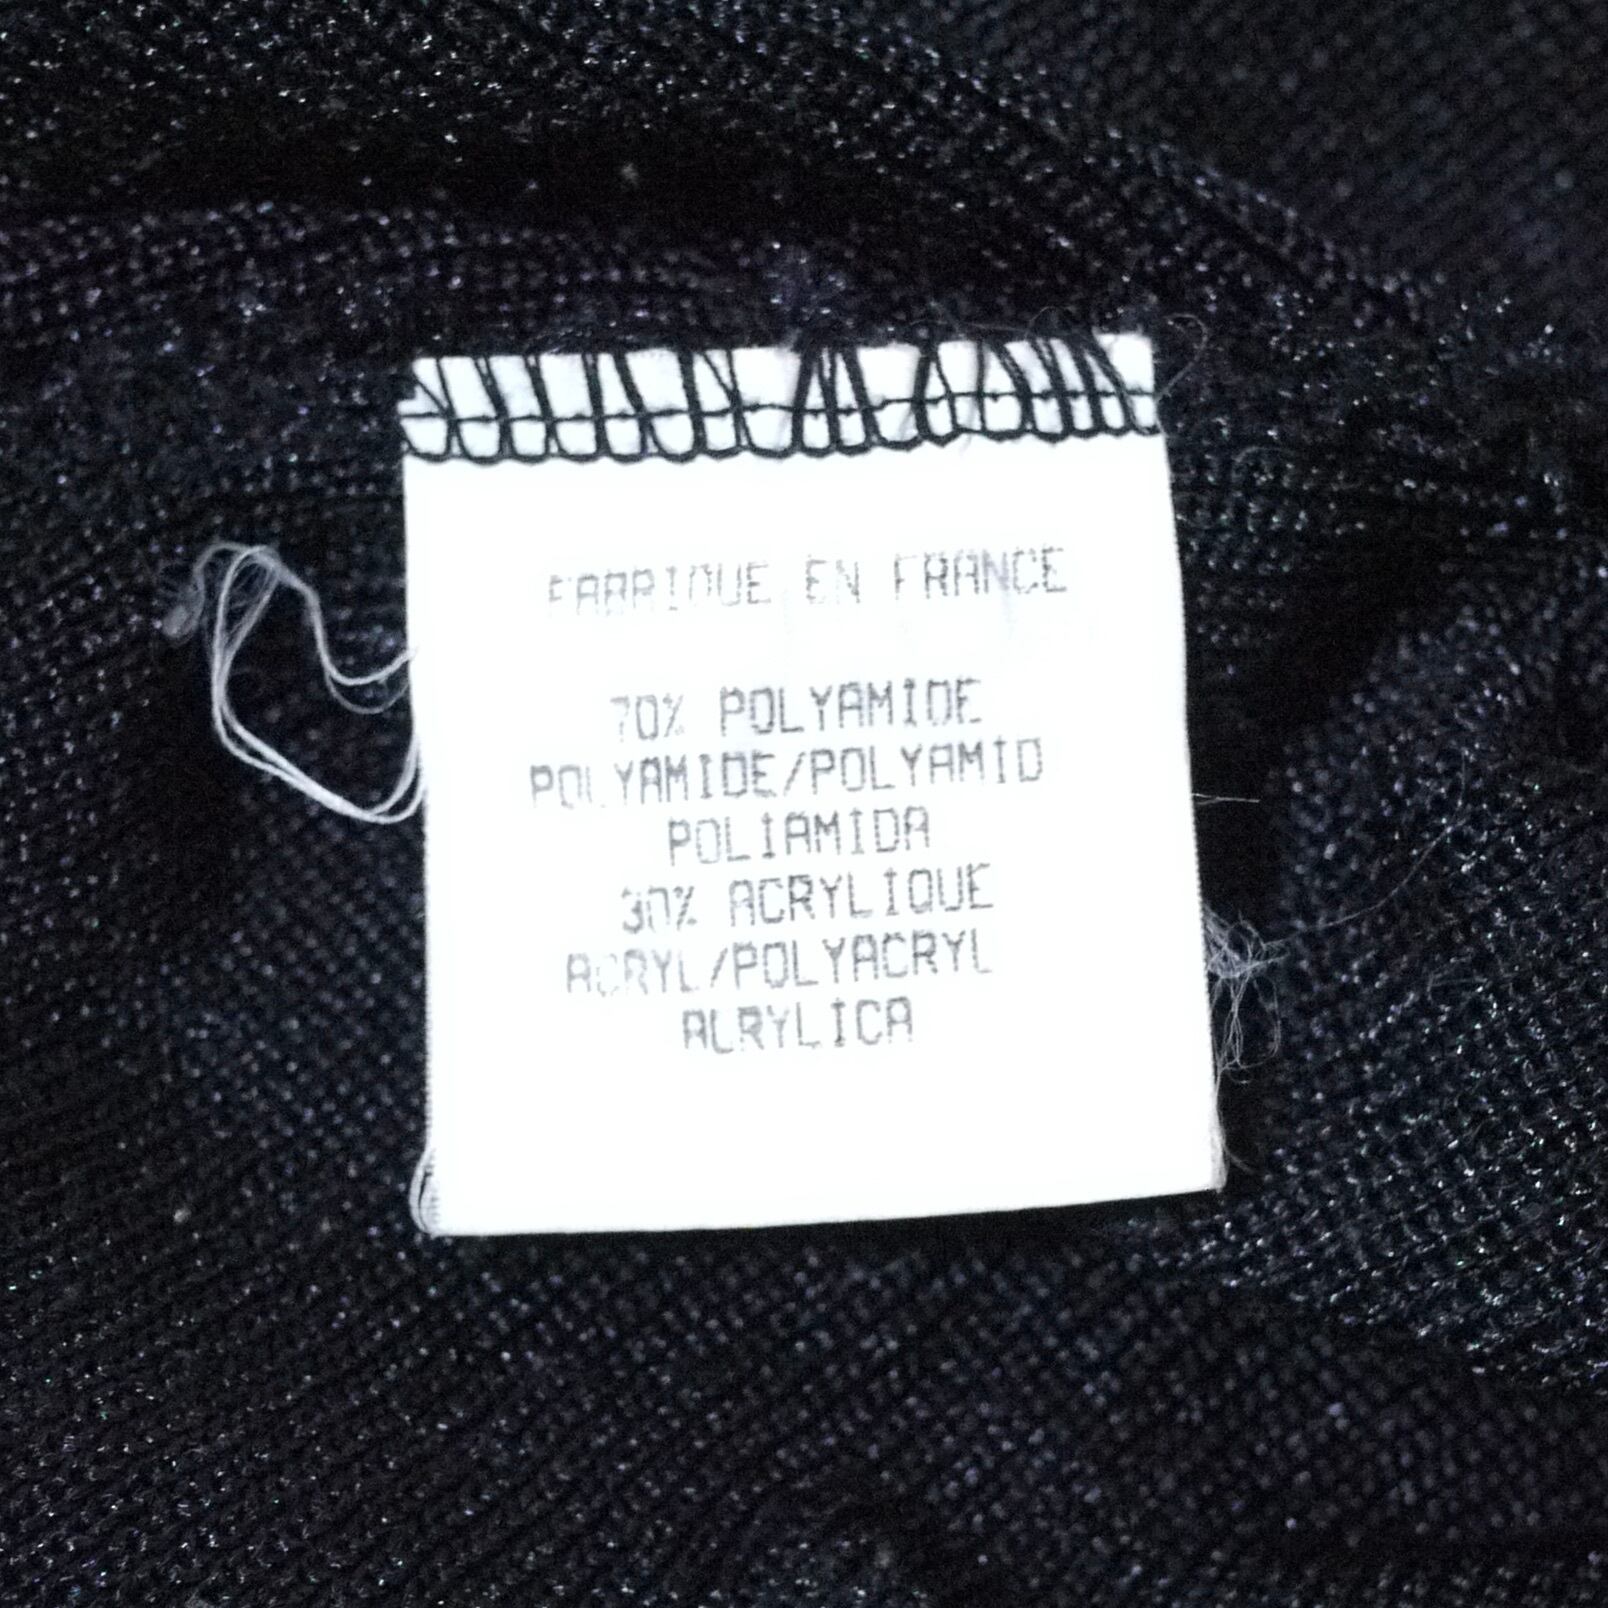 FABRIQUE EN FRANCE
70% POLYAMIDE
POLYAMIDE/POLYAMID
POLIAMIDA
30% ACRYLIQUE
ACRYL/POLYACRYL
ACRYLICA